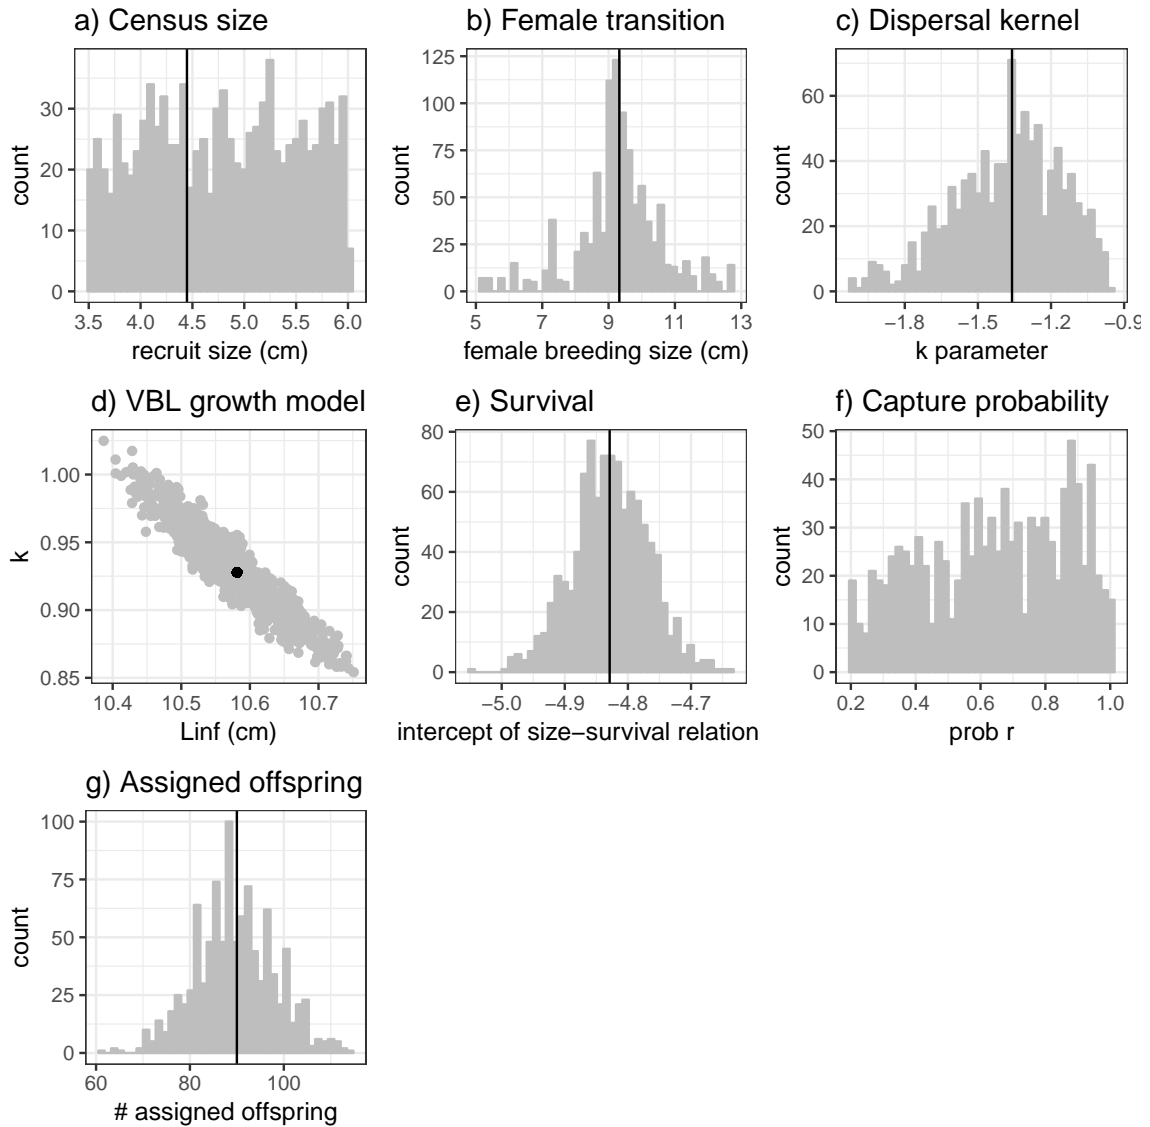 a) Census size
count
30
20
10
0
3.5 4.0 4.5 5.0 5.5 6.0
recruit size (cm)
b) Female transition
count
125
100
75
50
25
0
5 7 9 11 13
female breeding size (cm)
c) Dispersal kernel
count
60
40
20
0
−1.8 −1.5 −1.2 −0.9
k parameter
d) VBL growth model
k
1.00
0.95
0.90
0.85
10.4 10.5 10.6 10.7
Linf (cm)
e) Survival
count
80
60
40
20
0
−5.0 −4.9 −4.8 −4.7
intercept of size−survival relation
f) Capture probability
count
50
40
30
20
10
0
0.2 0.4 0.6 0.8 1.0
prob r
g) Assigned offspring
count
100
75
50
25
0
60 80 100
# assigned offspring